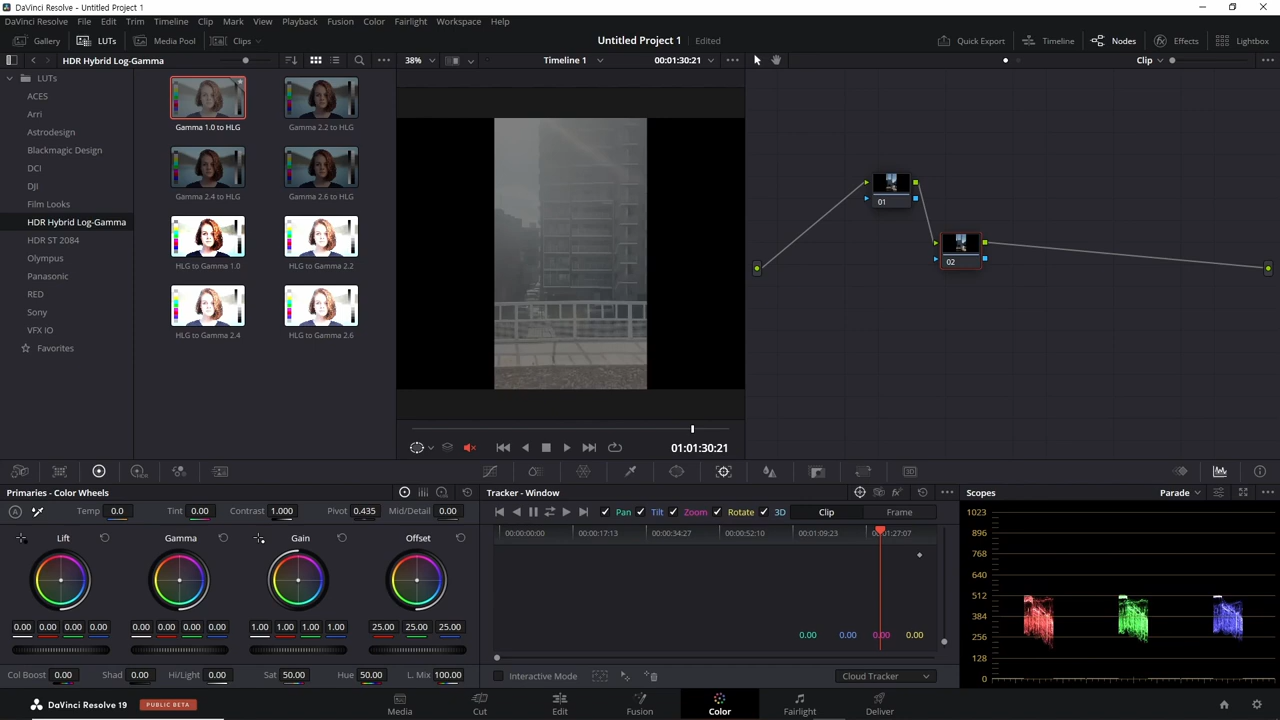 DaVinci Resolve - Untitled Project 1
DaVinci Resolve File Edit Trim Timeline Clip Mark View Playback Fusion Color Fairlight Workspace Help
Gallery LUTs Media Pool Clips Untitled Project 1 Edited Quick Export Timeline Nodes Effects Lightbox
HDR Hybrid Log-Gamma 38% Timeline 1 00:01:30:21 Clip
LUTs
ACES
Arri
Astrodesign
Blackmagic Design
DCI
DJI
Film Looks
HDR Hybrid Log-Gamma
HDR ST 2084
Olympus
Panasonic
RED
Sony
VFX IO
Favorites
Gamma 1.0 to HLG Gamma 2.2 to HLG
Gamma 2.4 to HLG Gamma 2.6 to HLG
HLG to Gamma 1.0 HLG to Gamma 2.2
HLG to Gamma 2.4 HLG to Gamma 2.6
01
02
01:01:30:21
Primaries - Color Wheels
Temp 0.0 Tint 0.00 Contrast 1.000 Pivot 0.435 Mid/Detail 0.00
Lift Gamma Gain Offset
0.00 0.00 0.00 0.00 0.00 0.00 0.00 0.00 1.00 1.00 1.00 1.00 25.00 25.00 25.00
Col Boost 0.00 Shad 0.00 Hi/Light 0.00 Sat 50.00 Hue 50.00 L. Mix 100.00
Tracker - Window
Pan Tilt Zoom Rotate 3D Clip Frame
00:00:00:00 00:00:17:13 00:00:34:27 00:00:52:10 00:01:09:23 00:01:27:07
0.00 0.00 0.00 0.00
Interactive Mode Cloud Tracker
Scopes Parade
1023
896
768
640
512
384
256
128
0
DaVinci Resolve 19 PUBLIC BETA
Media Cut Edit Fusion Color Fairlight Deliver